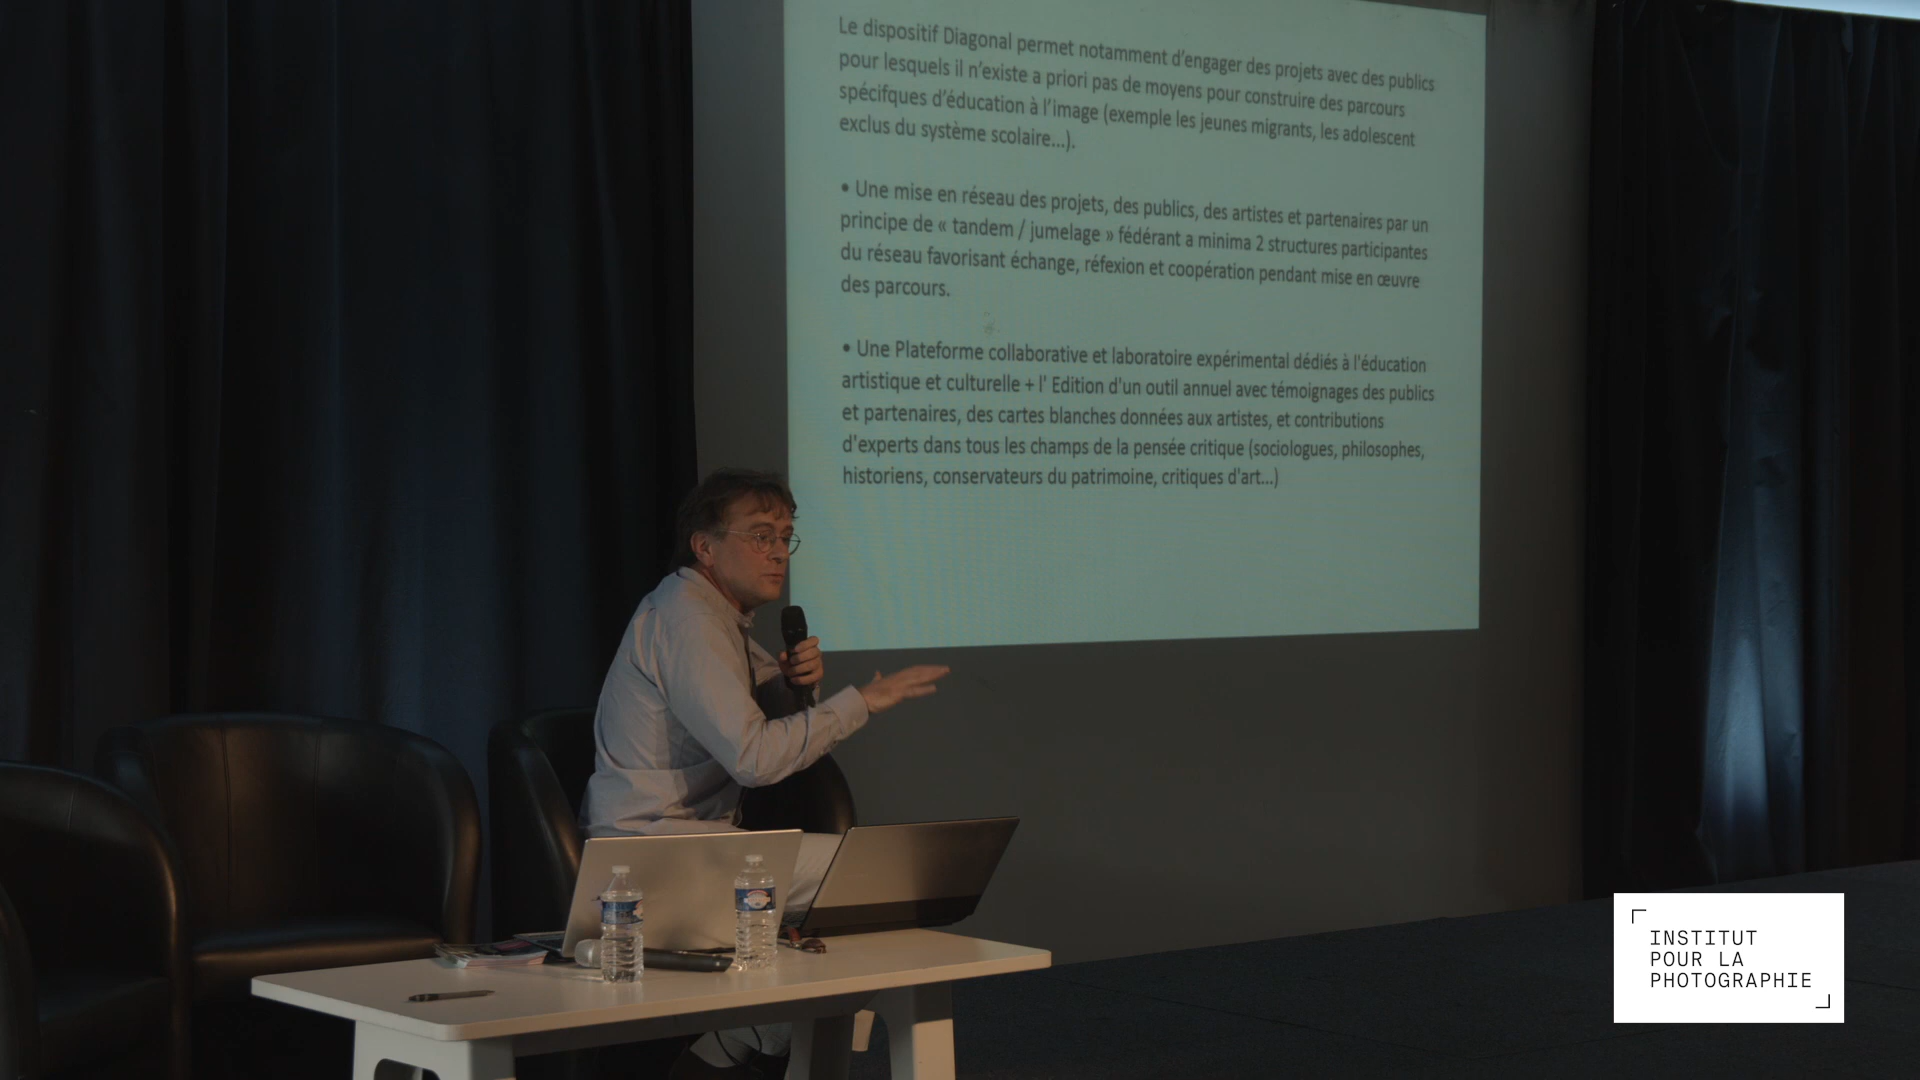 Le dispositif Diagonal permet notamment d'engager des projets avec des publics
pour lesquels il n'existe a priori pas de moyens pour construire des parcours
spécifques d'éducation à l'image (exemple les jeunes migrants, les adolescent
exclus du système scolaire...).
• Une mise en réseau des projets, des publics, des artistes et partenaires par un
principe de « tandem / jumelage » fédérant a minima 2 structures participantes
du réseau favorisant échange, réfexion et coopération pendant mise en œuvre
des parcours.
• Une Plateforme collaborative et laboratoire expérimental dédiés à l'éducation
artistique et culturelle + l' Edition d'un outil annuel avec témoignages des publics
et partenaires, des cartes blanches données aux artistes, et contributions
d'experts dans tous les champs de la pensée critique (sociologues, philosophes,
historiens, conservateurs du patrimoine, critiques d'art...)
INSTITUT
POUR LA
PHOTOGRAPHIE